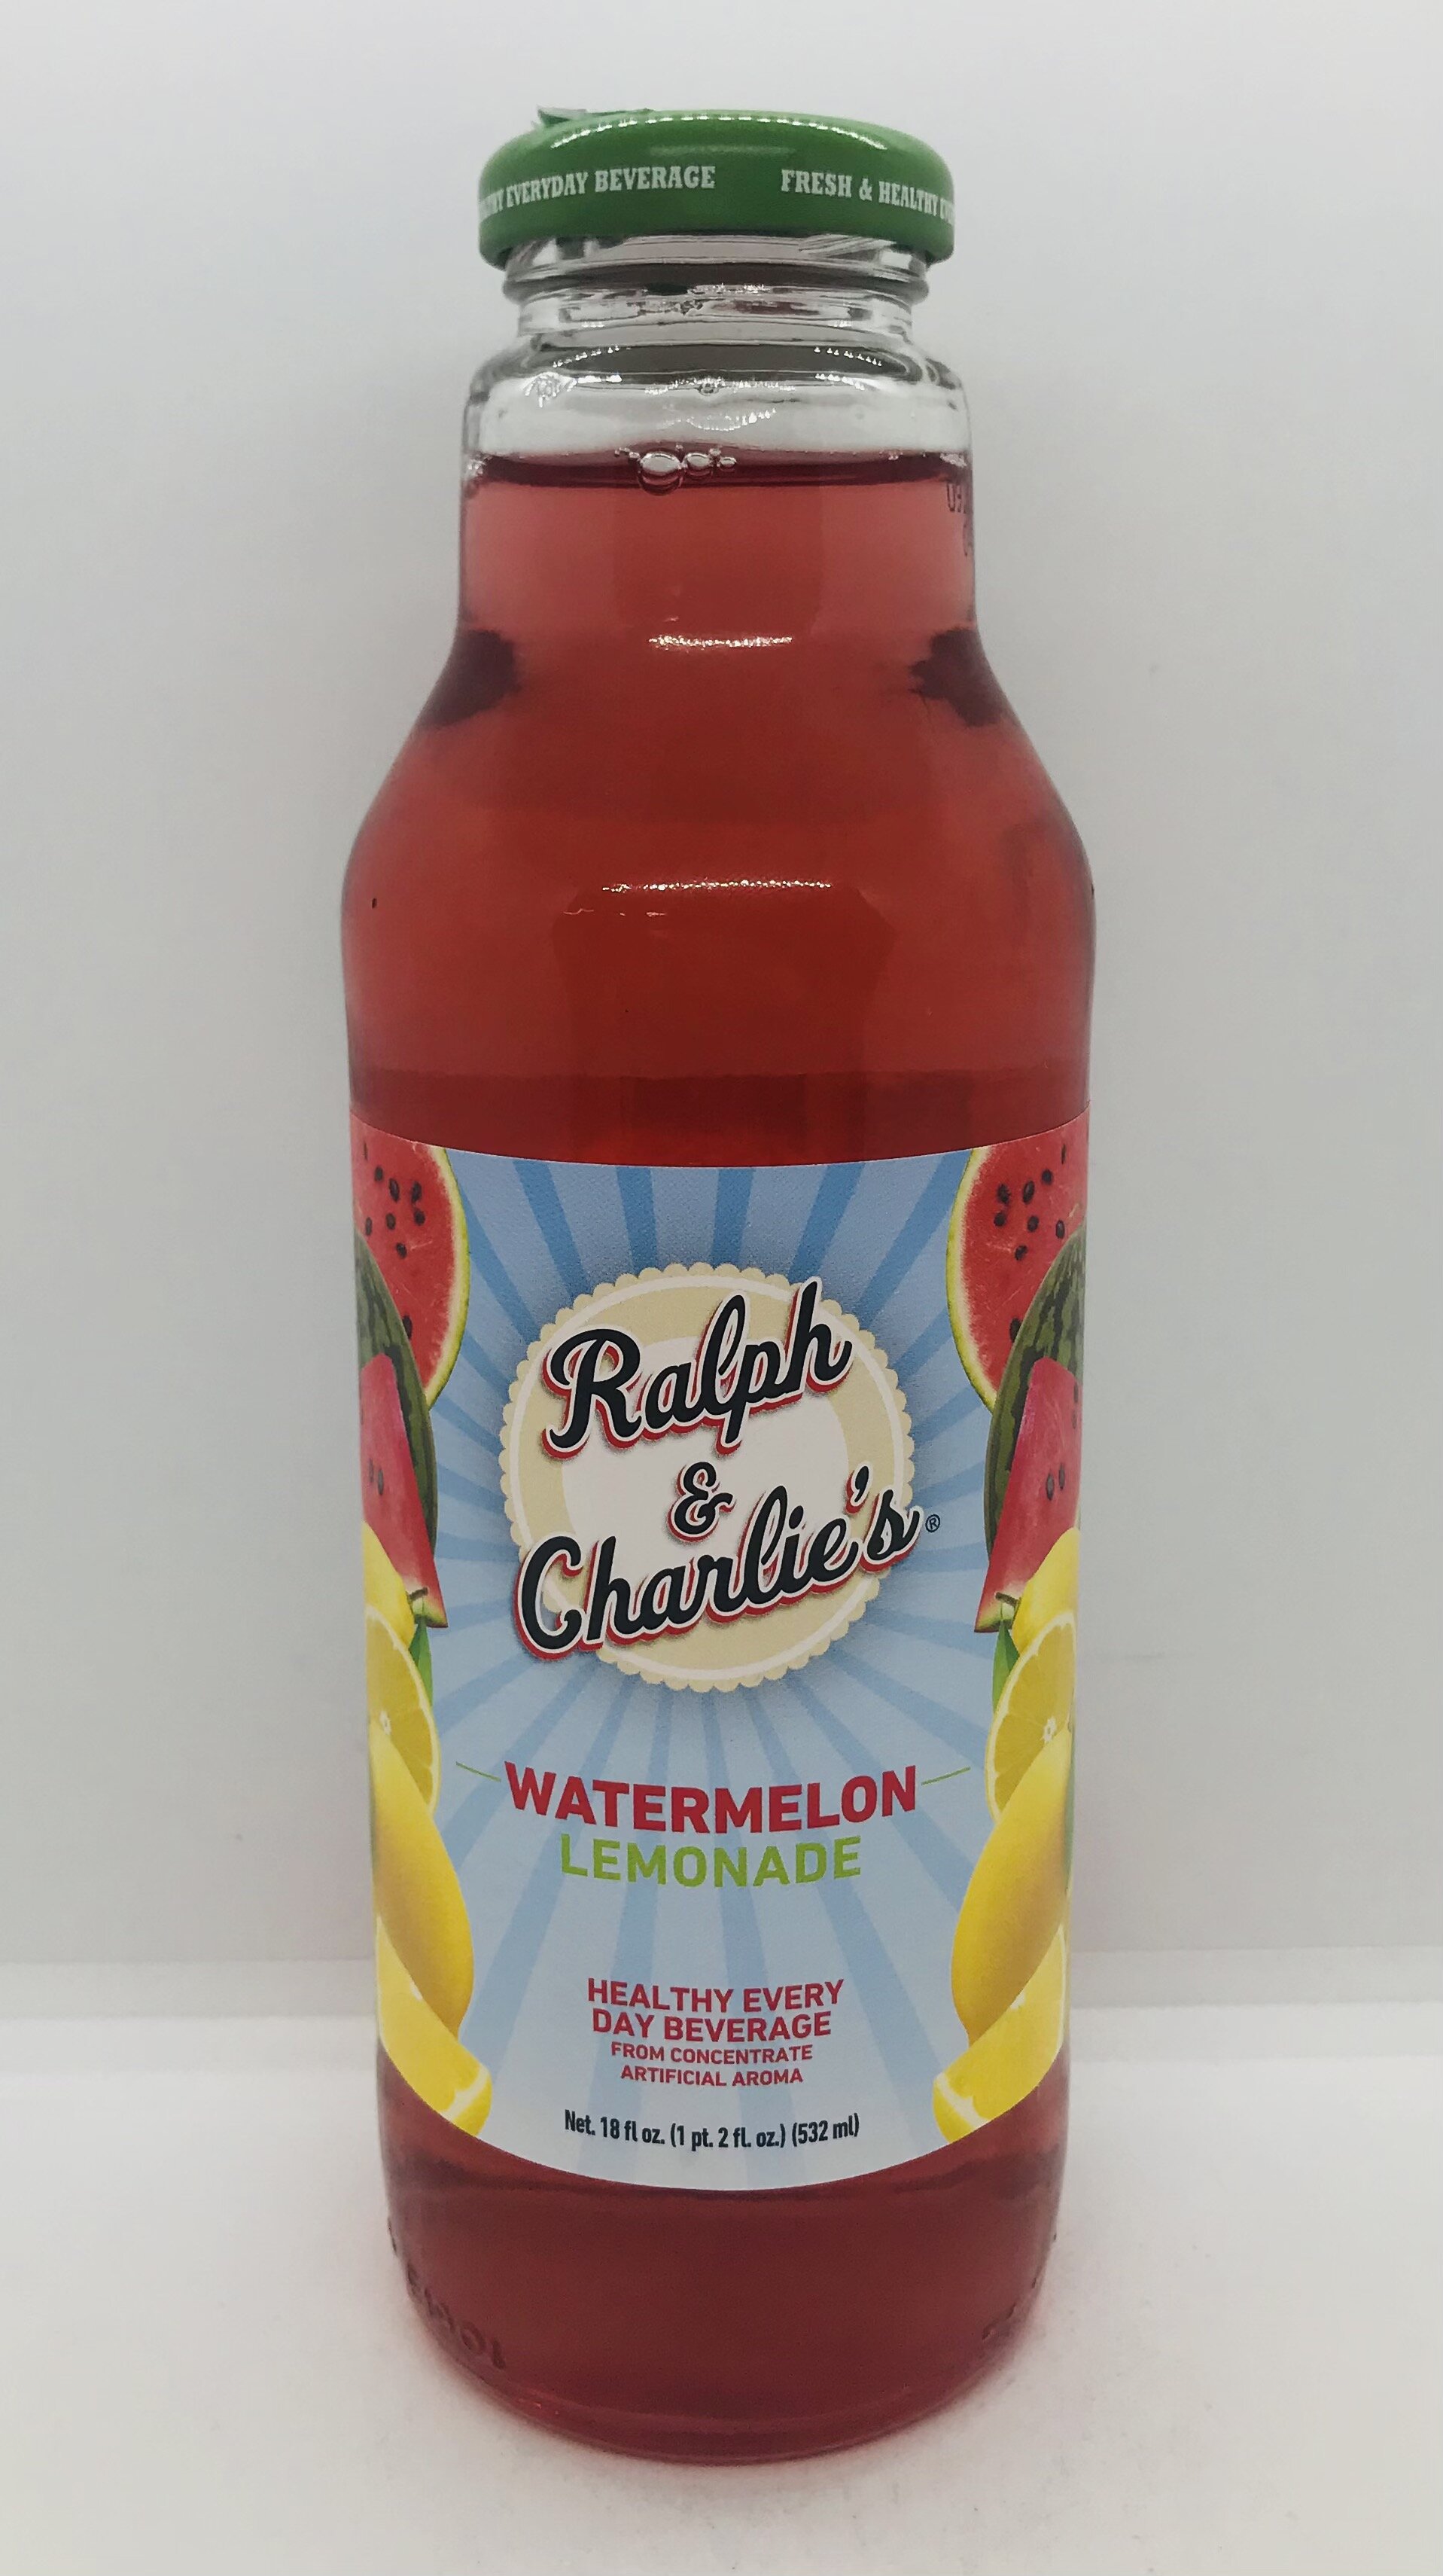 EVERYDAY BEVERAGE FRESH & HEALTHY
Ralph
&
Charlie's®
WATERMELON
LEMONADE
HEALTHY EVERY
DAY BEVERAGE
FROM CONCENTRATE
ARTIFICIAL AROMA
Net. 18 fl oz. (1 pt. 2 fl. oz.) (532 ml)